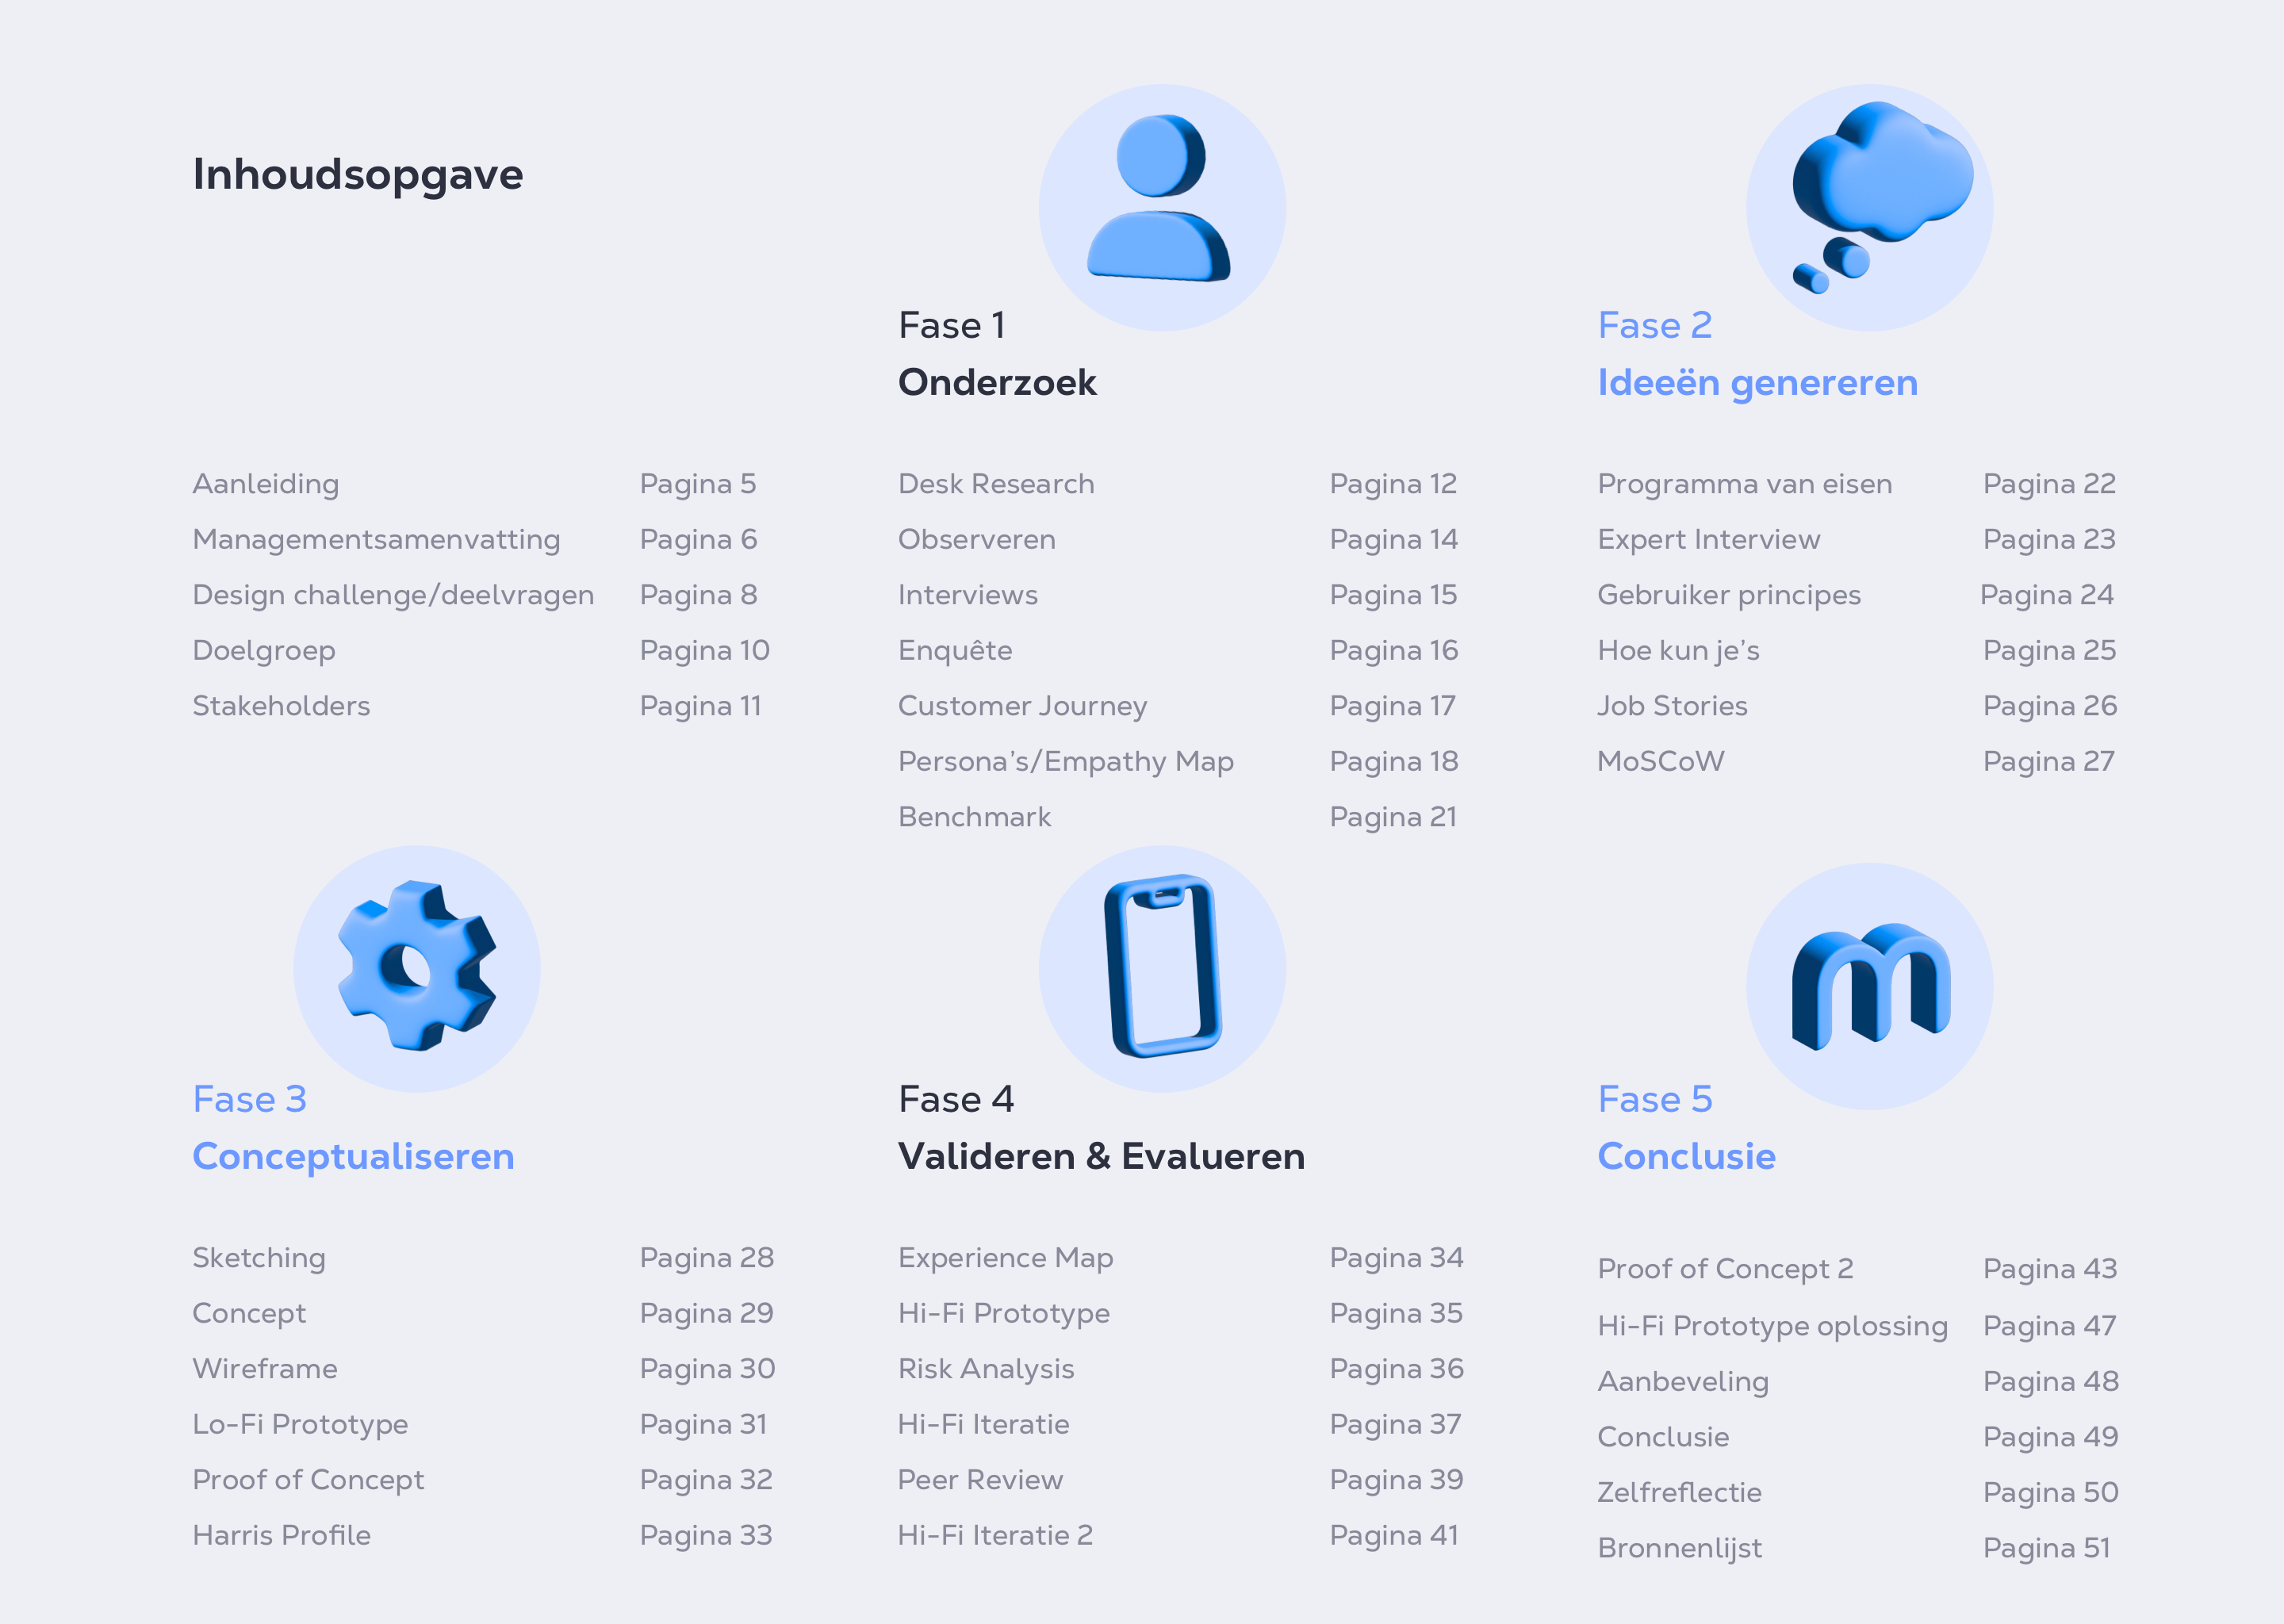 Inhoudsopgave
Aanleiding Pagina 5
Managementsamenvatting Pagina 6
Design challenge/deelvragen Pagina 8
Doelgroep Pagina 10
Stakeholders Pagina 11
Fase 1
Onderzoek
Desk Research Pagina 12
Observeren Pagina 14
Interviews Pagina 15
Enquête Pagina 16
Customer Journey Pagina 17
Persona’s/Empathy Map Pagina 18
Benchmark Pagina 21
Fase 2
Ideeën genereren
Programma van eisen Pagina 22
Expert Interview Pagina 23
Gebruiker principes Pagina 24
Hoe kun je’s Pagina 25
Job Stories Pagina 26
MoSCoW Pagina 27
Fase 3
Conceptualiseren
Sketching Pagina 28
Concept Pagina 29
Wireframe Pagina 30
Lo-Fi Prototype Pagina 31
Proof of Concept Pagina 32
Harris Profile Pagina 33
Fase 4
Valideren & Evalueren
Experience Map Pagina 34
Hi-Fi Prototype Pagina 35
Risk Analysis Pagina 36
Hi-Fi Iteratie Pagina 37
Peer Review Pagina 39
Hi-Fi Iteratie 2 Pagina 41
m
Fase 5
Conclusie
Proof of Concept 2 Pagina 43
Hi-Fi Prototype oplossing Pagina 47
Aanbeveling Pagina 48
Conclusie Pagina 49
Zelfreflectie Pagina 50
Bronnenlijst Pagina 51